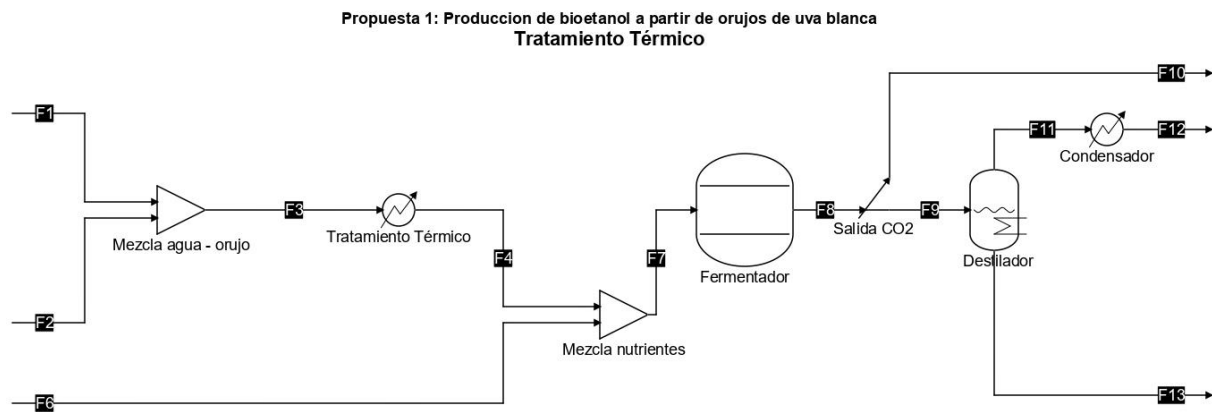 Propuesta 1: Produccion de bioetanol a partir de orujos de uva blanca
Tratamiento Térmico
F10
F1
F11
F12
Condensador
F3
F8
F9
Mezcla agua - orujo
Tratamiento Térmico
Salida CO2
F4
F7
Fermentador
Destilador
F2
Mezcla nutrientes
F6
F13